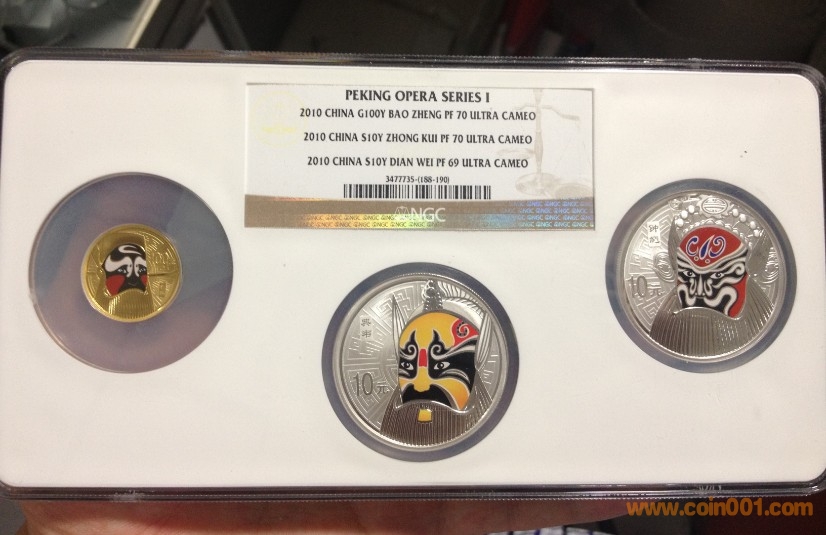 PEKING OPERA SERIES I
2010 CHINA G100Y BAO ZHENG PF 70 ULTRA CAMEO
2010 CHINA S10Y ZHONG KUI PF 70 ULTRA CAMEO
2010 CHINA S10Y DIAN WEI PF 69 ULTRA CAMEO
3477735-(188-190)
NGC
10元
10元
www.coin001.com